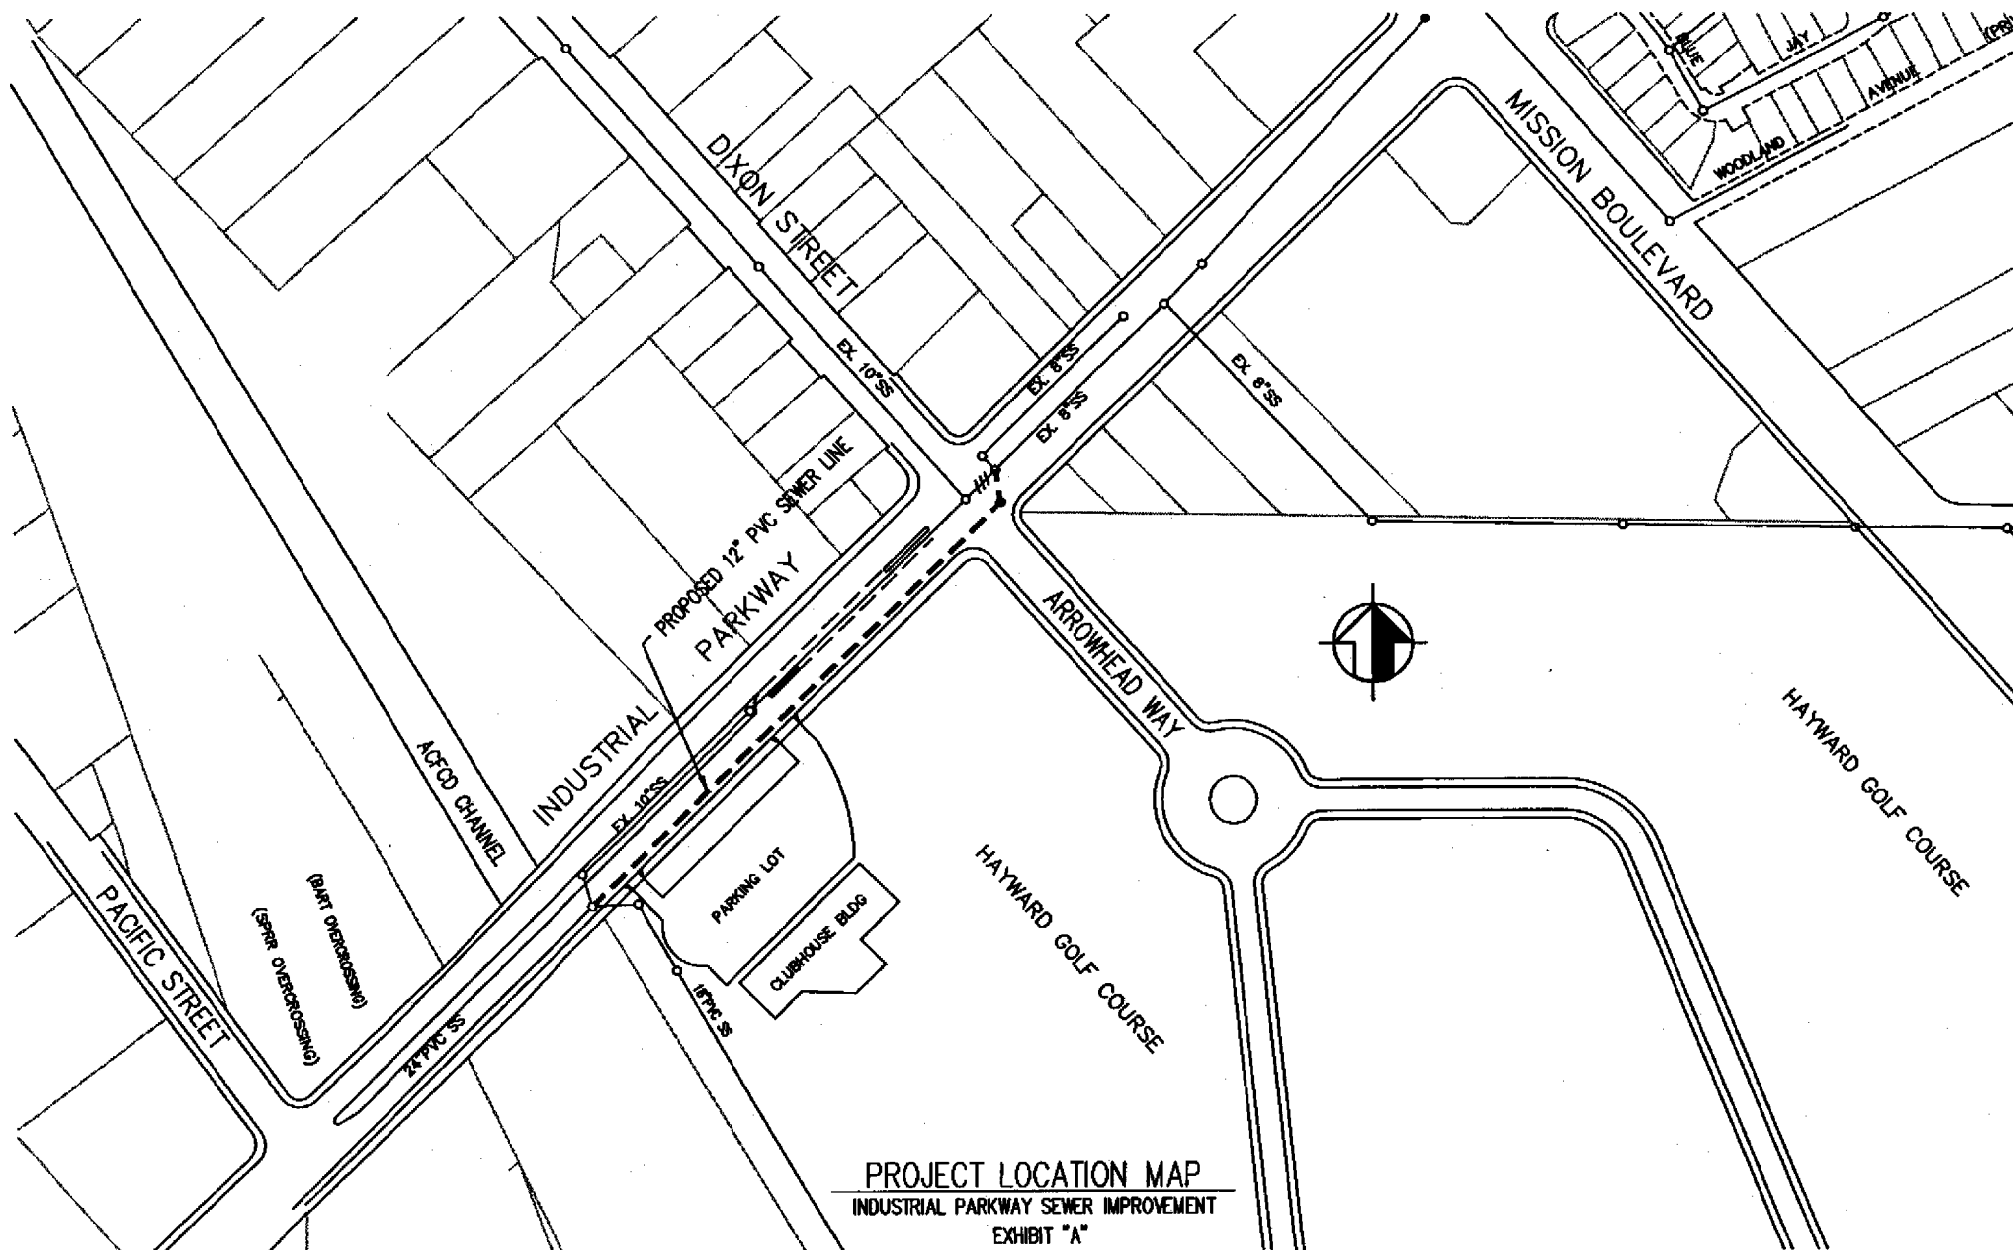 BLUE
JAY
AVENUE
(PRI
WOODLAND
MISSION BOULEVARD
DIXON STREET
EX. 10"SS
EX. 8"SS
EX. 8"SS
EX. 8"SS
PROPOSED 12" PVC SEWER LINE
INDUSTRIAL PARKWAY
ARROWHEAD WAY
HAYWARD GOLF COURSE
ACFCD CHANNEL
EX. 10"SS
PARKING LOT
CLUBHOUSE BLDG
HAYWARD GOLF COURSE
PACIFIC STREET
(BART OVERCROSSING)
(SPRR OVERCROSSING)
18"PVC SS
24"PVC SS
PROJECT LOCATION MAP
INDUSTRIAL PARKWAY SEWER IMPROVEMENT
EXHIBIT "A"